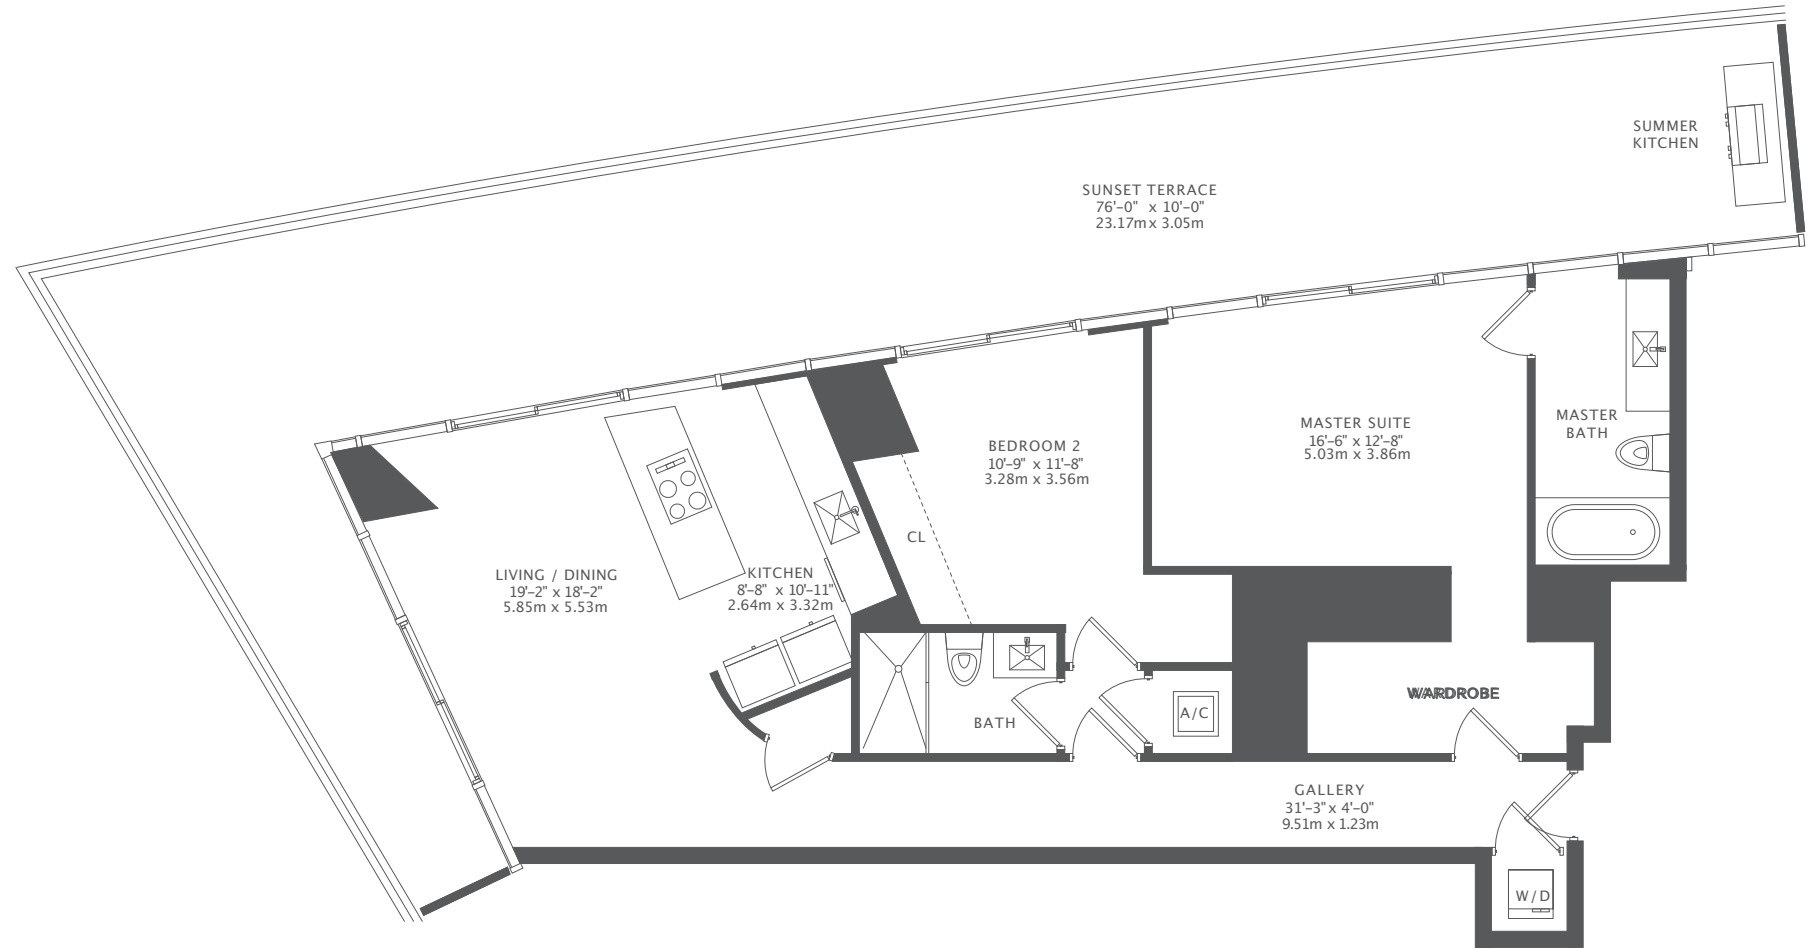 SUMMER
KITCHEN
SUNSET TERRACE
76'-0" x 10'-0"
23.17m x 3.05m
MASTER SUITE
16'-6" x 12'-8"
5.03m x 3.86m
MASTER
BATH
BEDROOM 2
10'-9" x 11'-8"
3.28m x 3.56m
CL
LIVING / DINING
19'-2" x 18'-2"
5.85m x 5.53m
KITCHEN
8'-8" x 10'-11"
2.64m x 3.32m
WARDROBE
A/C
BATH
GALLERY
31'-3" x 4'-0"
9.51m x 1.23m
W/D